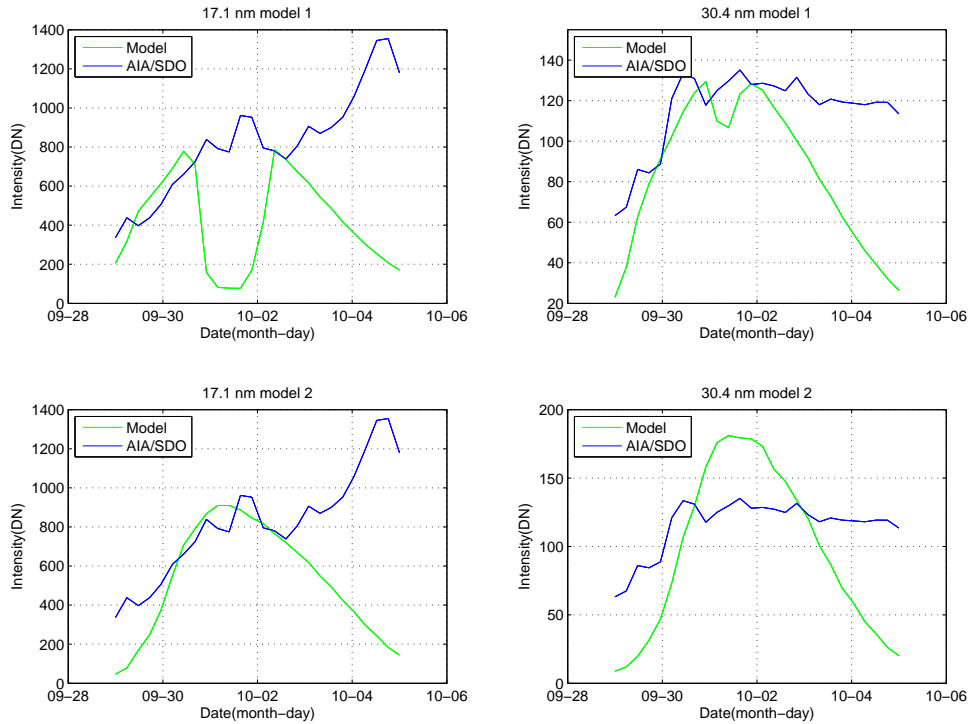 17.1 nm model 1
Model
AIA/SDO
Intensity(DN)
1400
1200
1000
800
600
400
200
0
09−28
09−30
10−02
10−04
10−06
Date(month−day)
30.4 nm model 1
Model
AIA/SDO
Intensity(DN)
140
120
100
80
60
40
20
09−28
09−30
10−02
10−04
10−06
Date(month−day)
17.1 nm model 2
Model
AIA/SDO
Intensity(DN)
1400
1200
1000
800
600
400
200
0
09−28
09−30
10−02
10−04
10−06
Date(month−day)
30.4 nm model 2
Model
AIA/SDO
Intensity(DN)
200
150
100
50
0
09−28
09−30
10−02
10−04
10−06
Date(month−day)